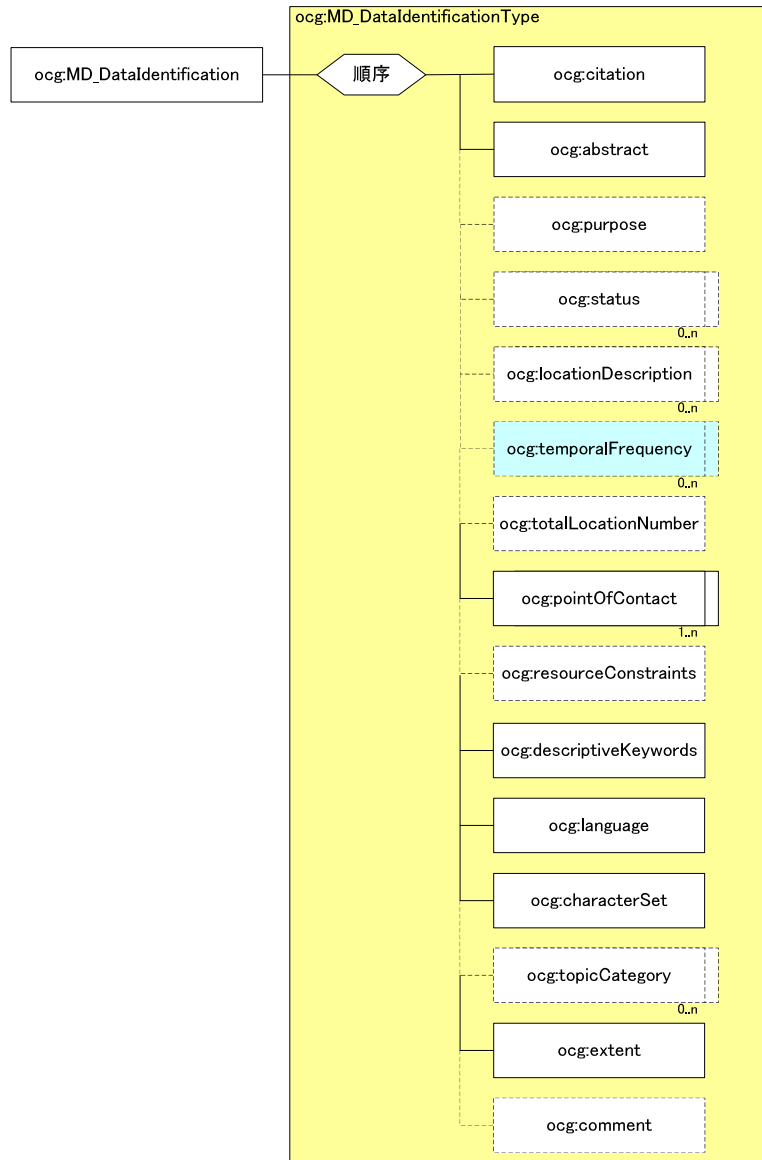 ocg:MD_DataIdentificationType
ocg:MD_DataIdentification
順序
ocg:citation
ocg:abstract
ocg:purpose
ocg:status
0..n
ocg:locationDescription
0..n
ocg:temporalFrequency
0..n
ocg:totalLocationNumber
ocg:pointOfContact
1..n
ocg:resourceConstraints
ocg:descriptiveKeywords
ocg:language
ocg:characterSet
ocg:topicCategory
0..n
ocg:extent
ocg:comment